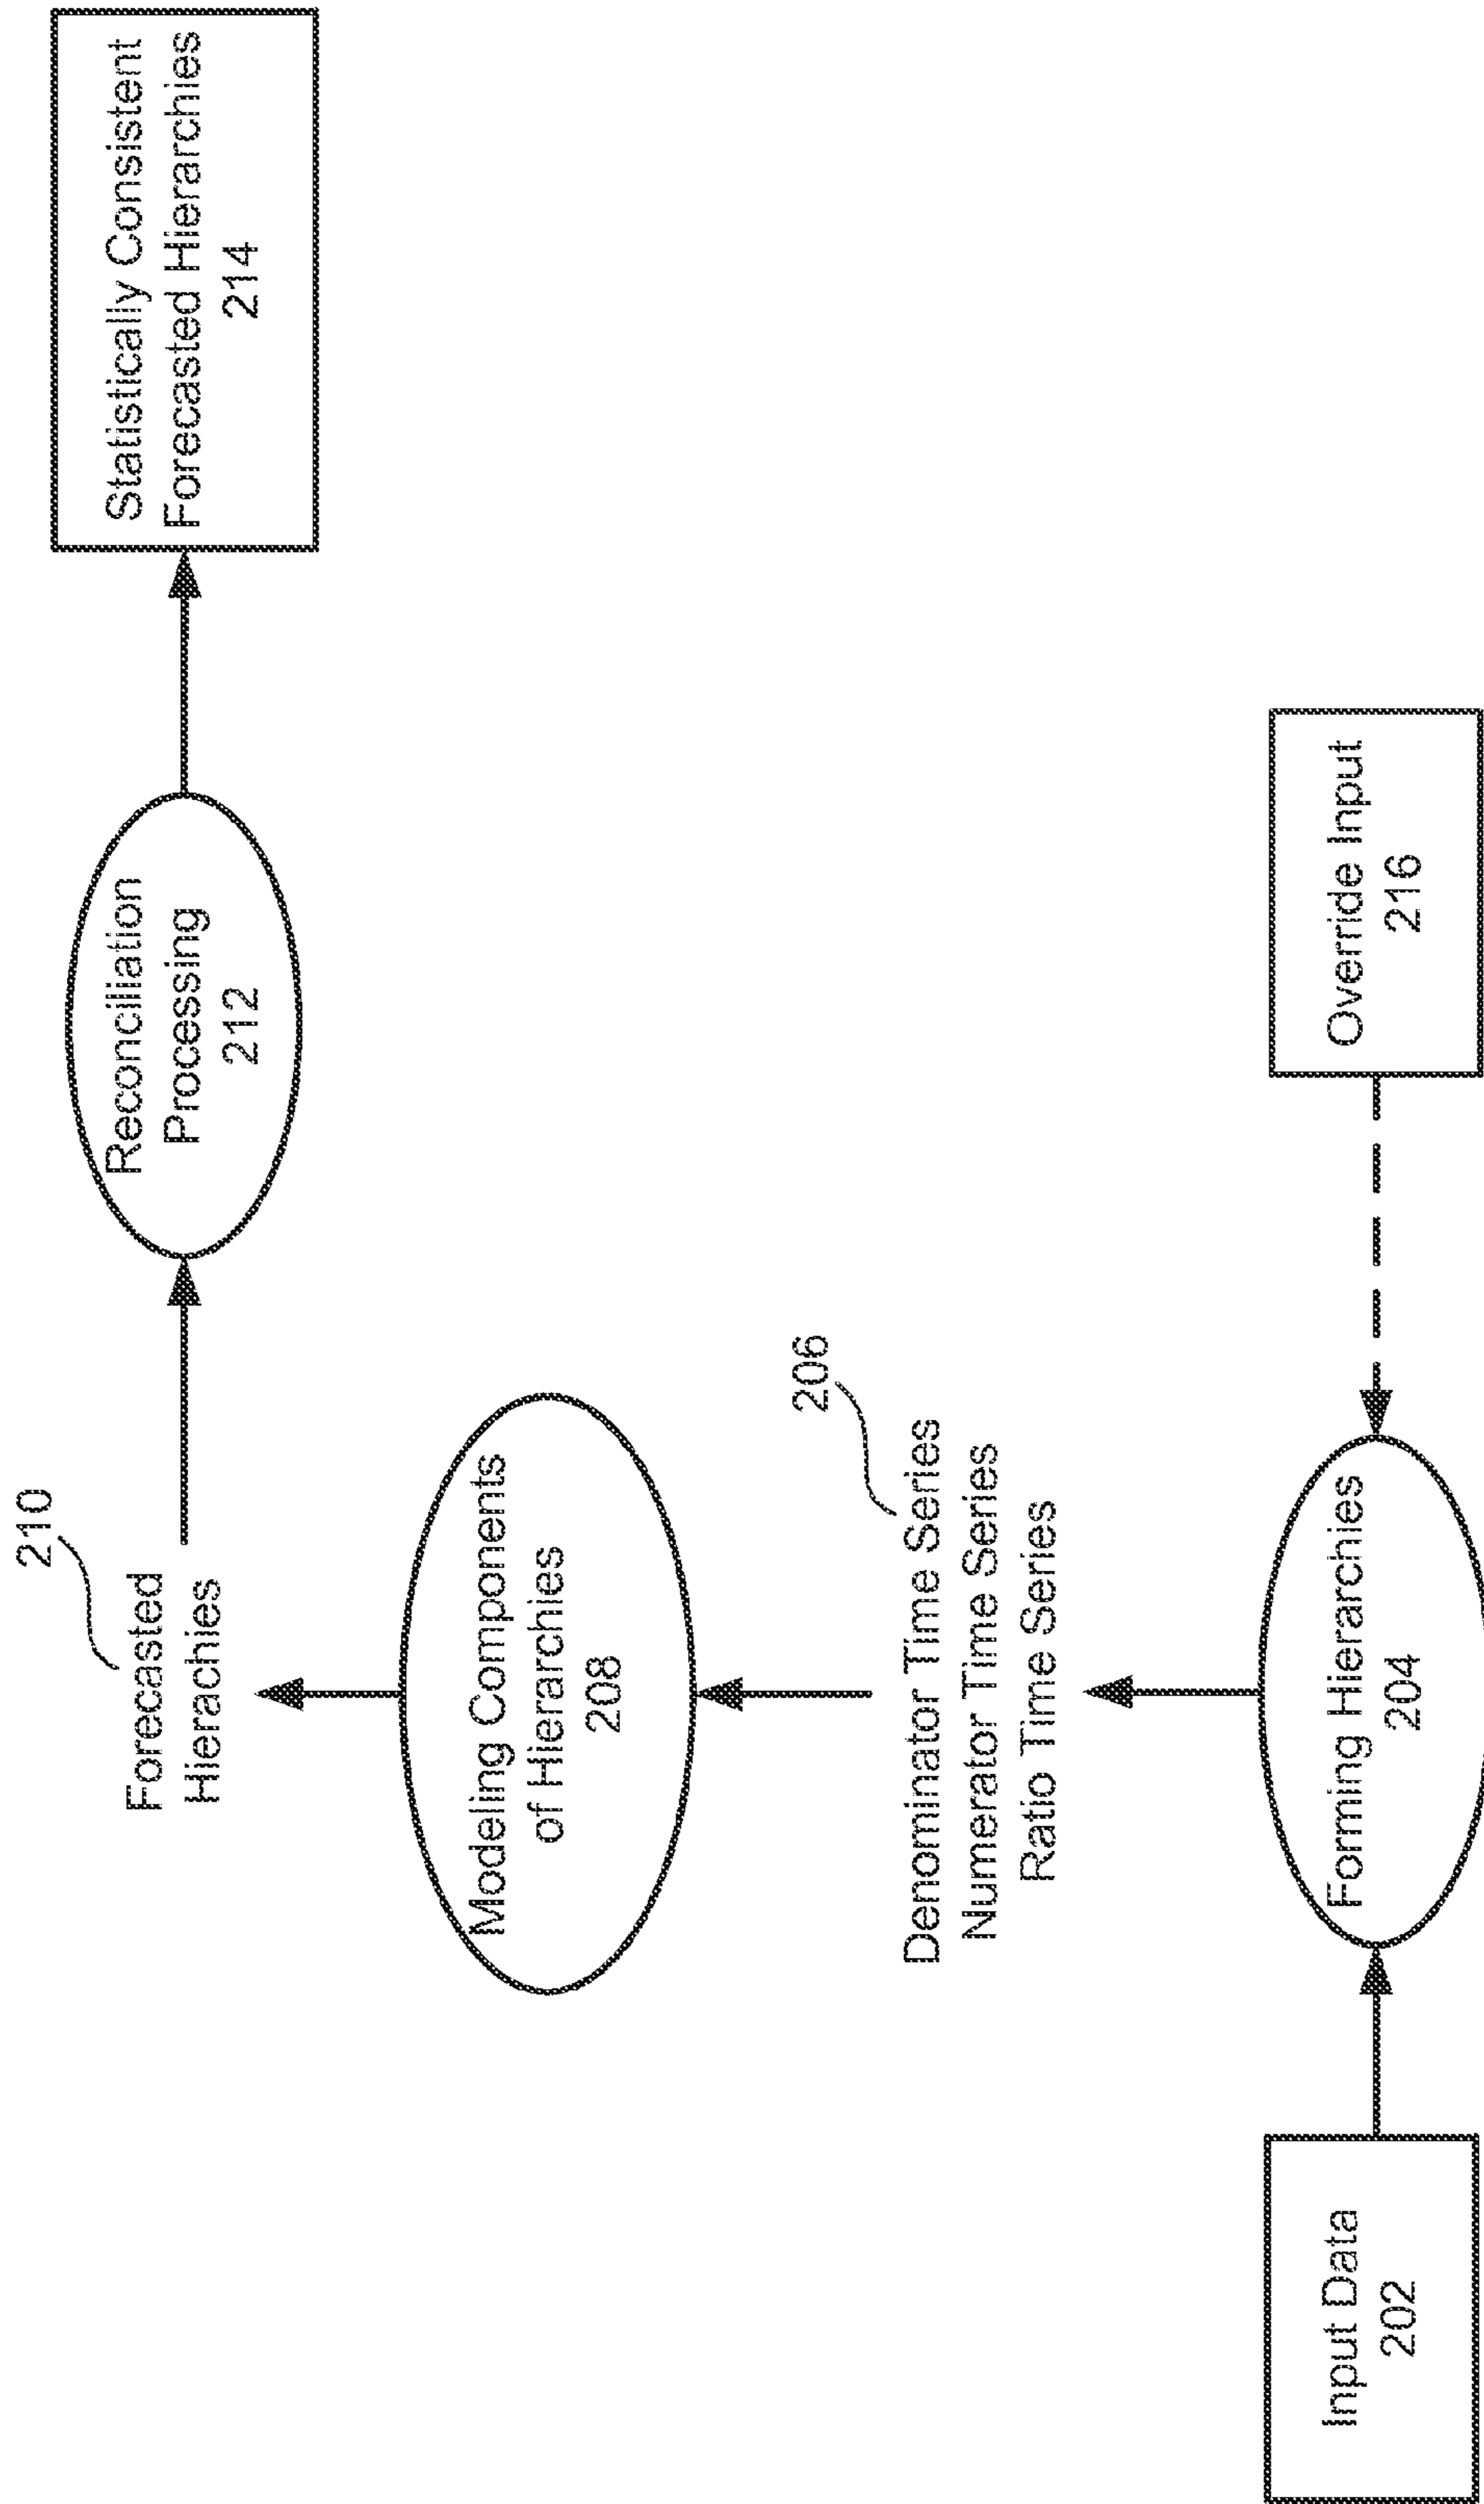 210
Forecasted
Hierachies
Reconciliation
Processing
212
Statistically Consistent
Forecasted Hierarchies
214
Modeling Components
of Hierarchies
208
206
Denominator Time Series
Numerator Time Series
Ratio Time Series
Input Data
202
Forming Hierarchies
204
Override Input
216